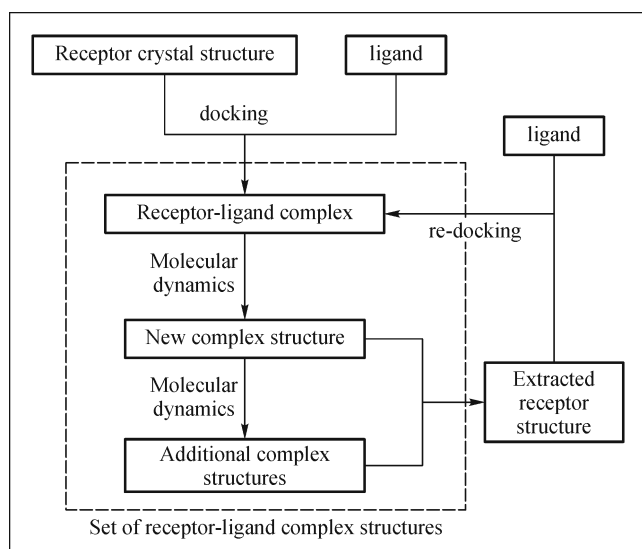 Receptor crystal structure
ligand
docking
ligand
Receptor-ligand complex
re-docking
Molecular
dynamics
New complex structure
Molecular
dynamics
Extracted
receptor
structure
Additional complex
structures
Set of receptor-ligand complex structures